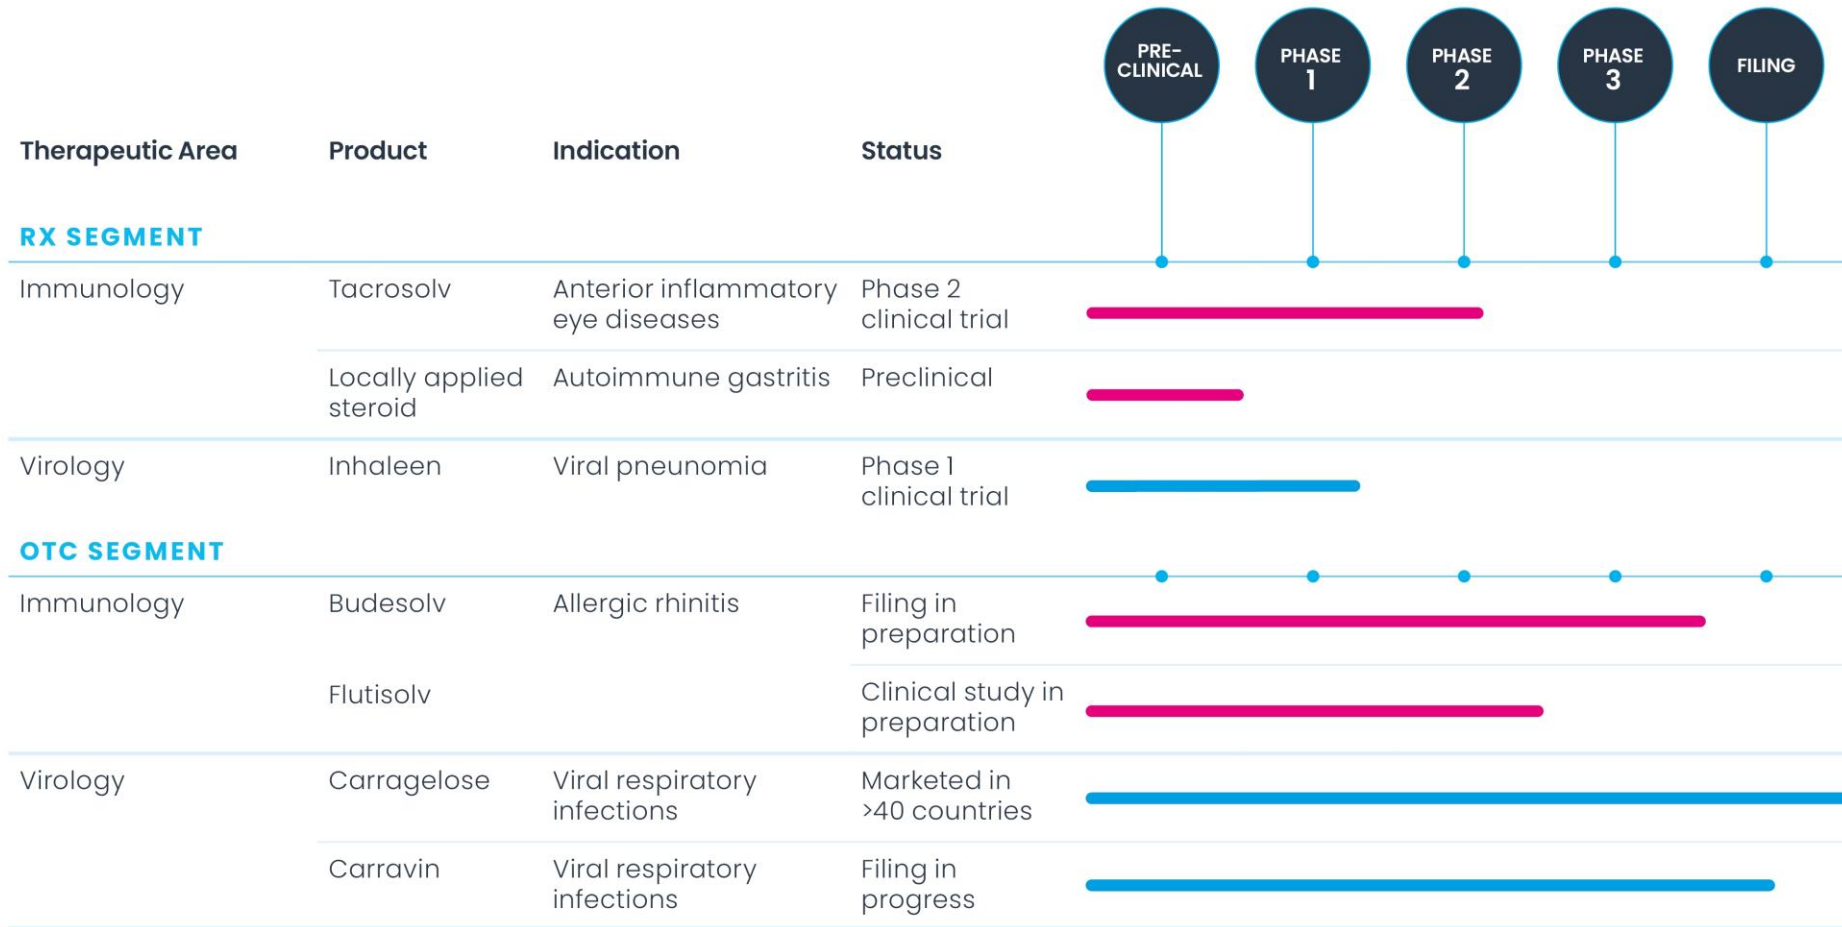 PRE-
CLINICAL
PHASE
1
PHASE
2
PHASE
3
FILING
Therapeutic Area Product Indication Status
RX SEGMENT
Immunology Tacrosolv Anterior inflammatory Phase 2
eye diseases clinical trial
Locally applied Autoimmune gastritis Preclinical
steroid
Virology Inhaleen Viral pneunomia Phase 1
clinical trial
OTC SEGMENT
Immunology Budesolv Allergic rhinitis Filing in
preparation
Flutisolv Clinical study in
preparation
Virology Carragelose Viral respiratory Marketed in
infections >40 countries
Carravin Viral respiratory Filing in
infections progress